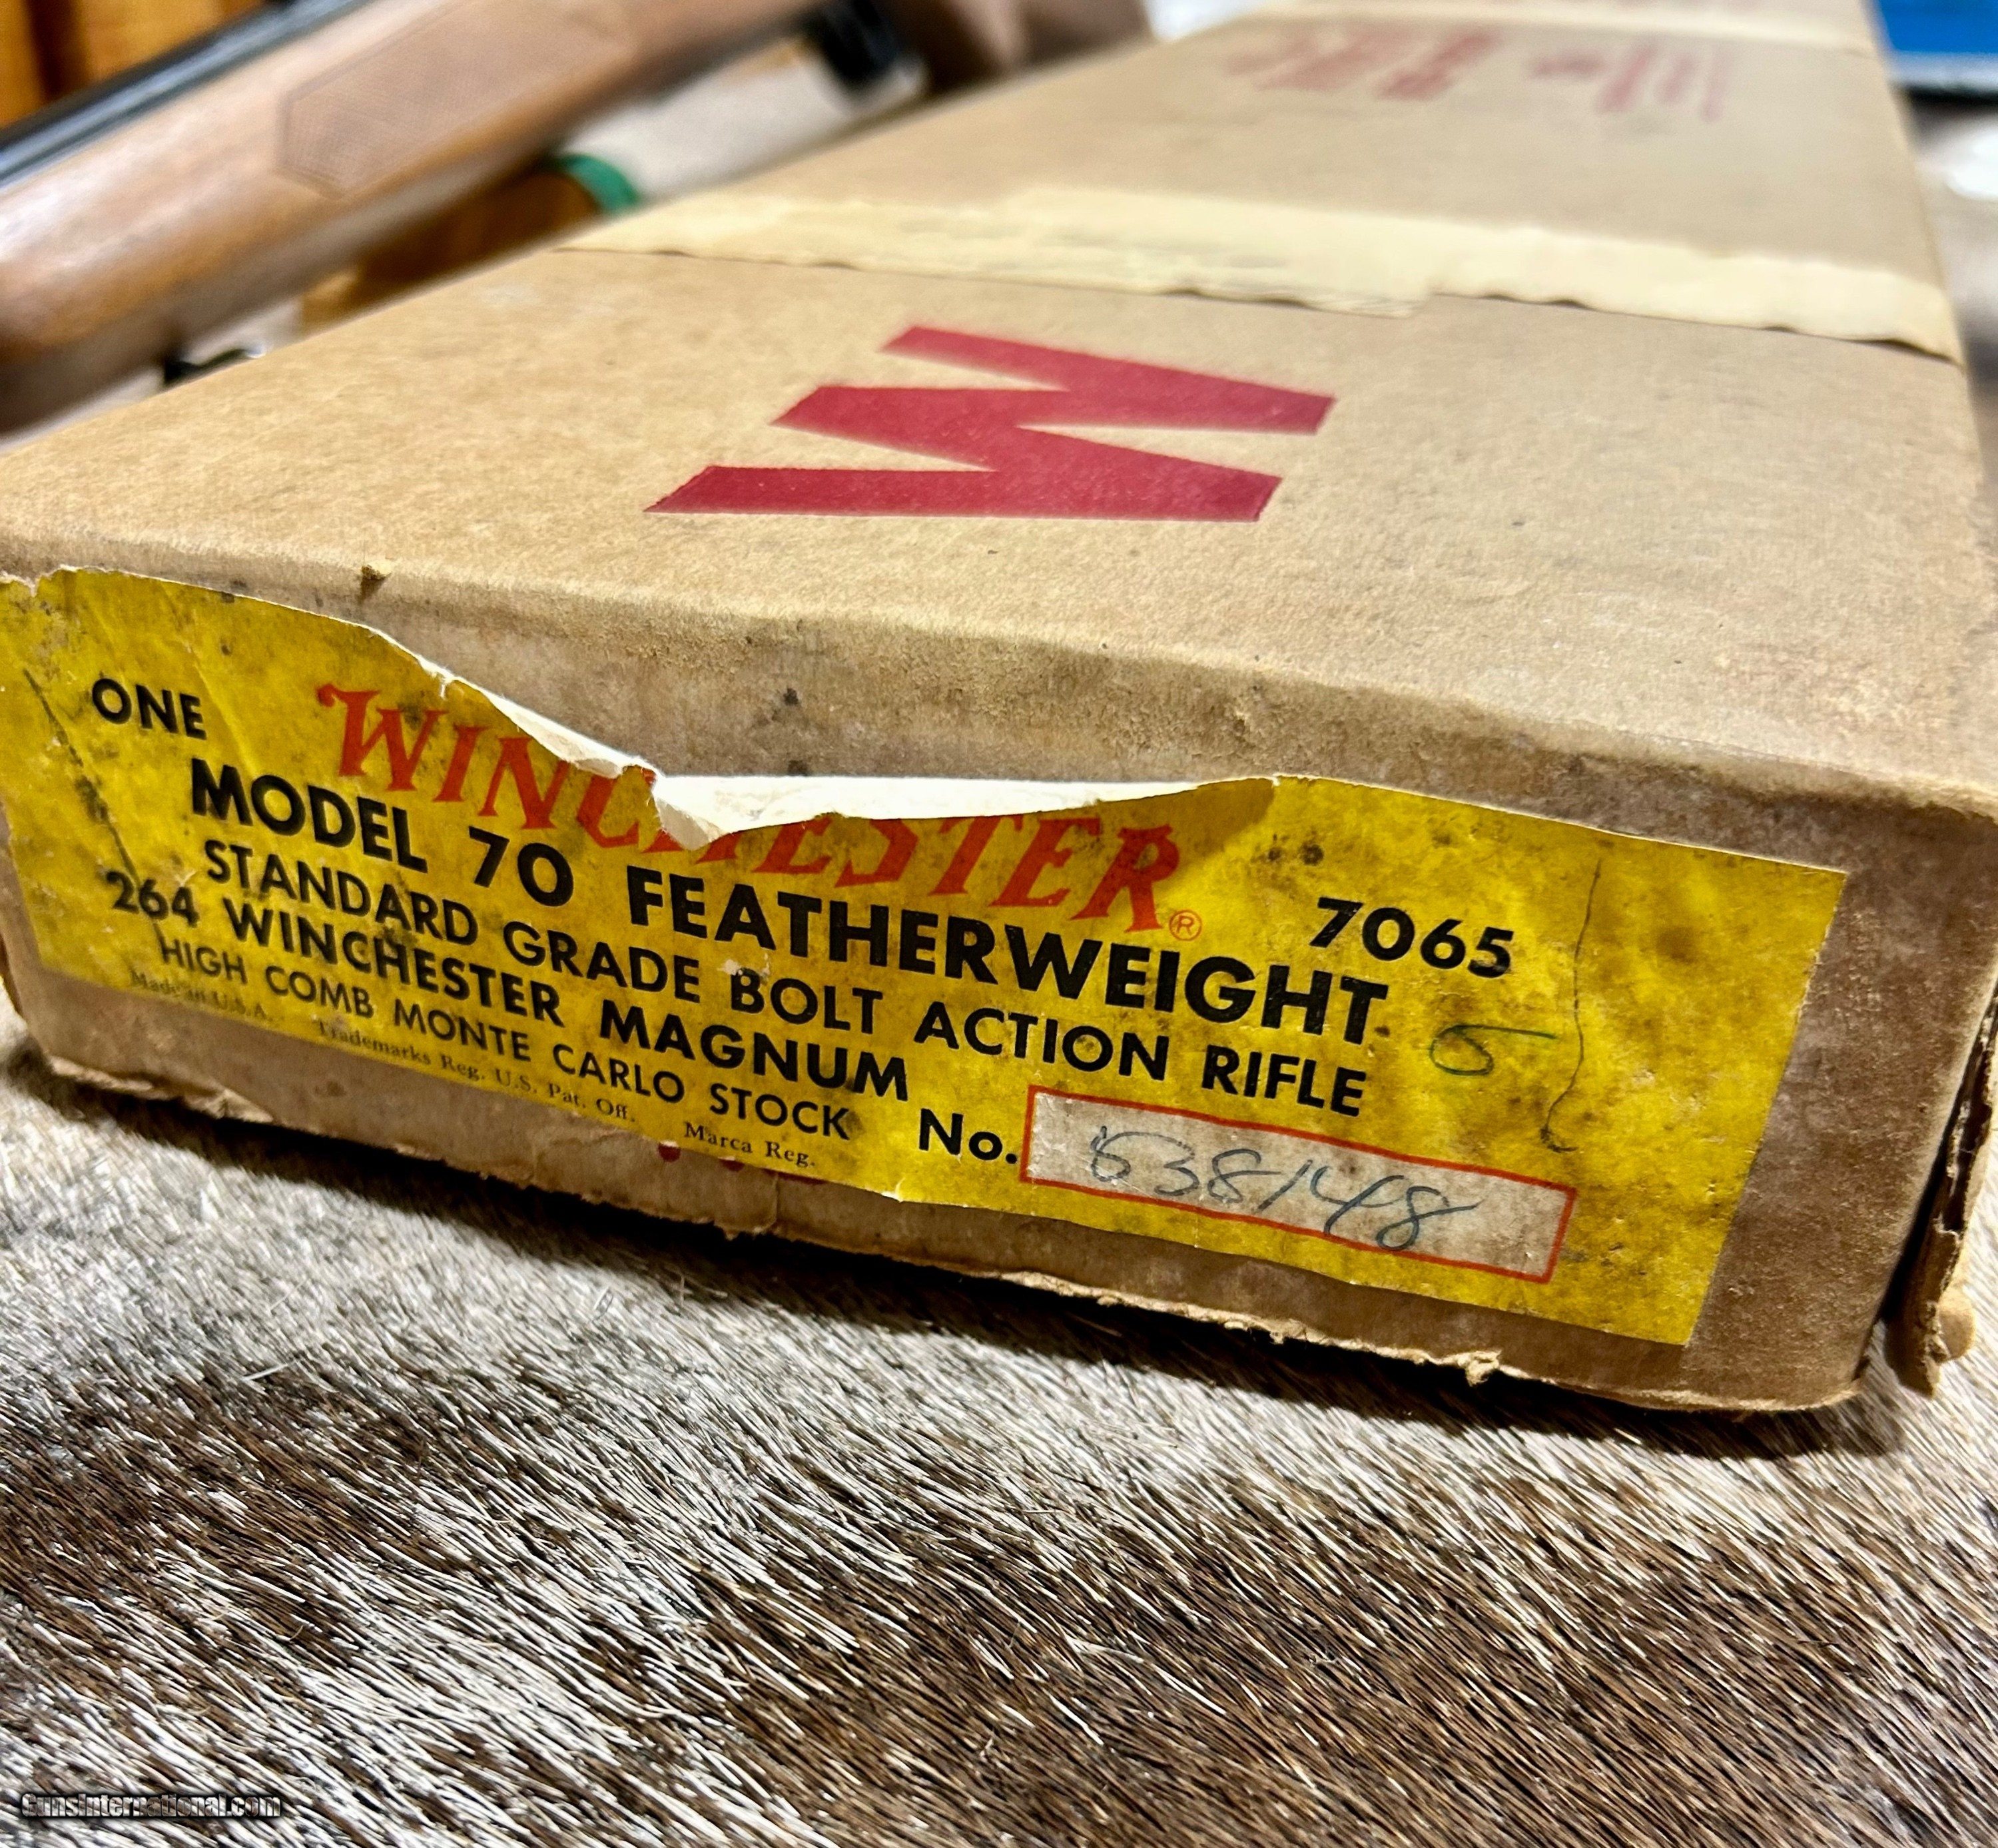 W
ONE WINCHESTER® 7065
MODEL 70 FEATHERWEIGHT
STANDARD GRADE BOLT ACTION RIFLE
264 WINCHESTER MAGNUM
HIGH COMB MONTE CARLO STOCK No. 538148
Made in U.S.A. Trademarks Reg. U.S. Pat. Off. Marca Reg.
GunsInternational.com